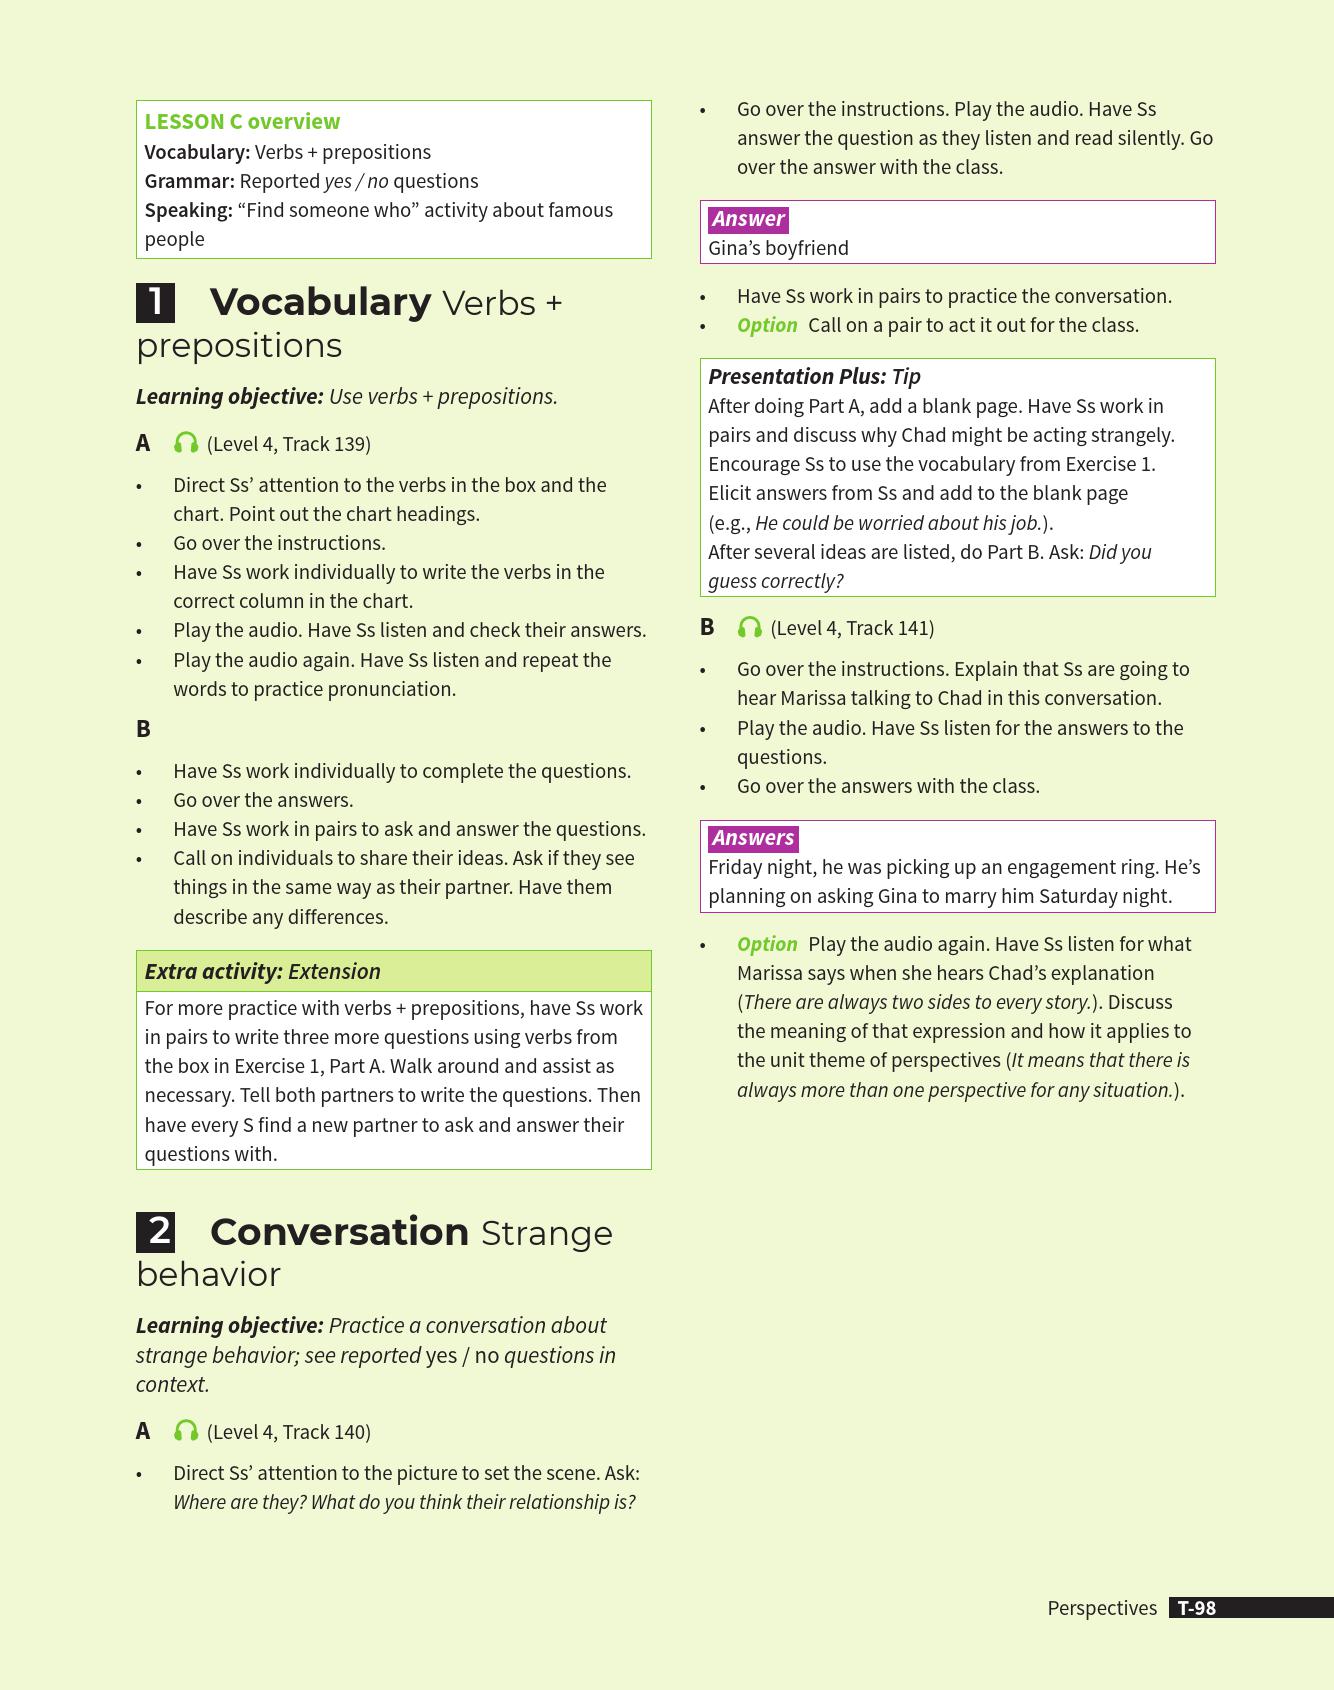 LESSON C overview
Vocabulary: Verbs + prepositions
Grammar: Reported yes / no questions
Speaking: “Find someone who” activity about famous
people
1 Vocabulary Verbs +
prepositions
Learning objective: Use verbs + prepositions.
A (Level 4, Track 139)
• Direct Ss’ attention to the verbs in the box and the
chart. Point out the chart headings.
• Go over the instructions.
• Have Ss work individually to write the verbs in the
correct column in the chart.
• Play the audio. Have Ss listen and check their answers.
• Play the audio again. Have Ss listen and repeat the
words to practice pronunciation.
B
• Have Ss work individually to complete the questions.
• Go over the answers.
• Have Ss work in pairs to ask and answer the questions.
• Call on individuals to share their ideas. Ask if they see
things in the same way as their partner. Have them
describe any differences.
Extra activity: Extension
For more practice with verbs + prepositions, have Ss work
in pairs to write three more questions using verbs from
the box in Exercise 1, Part A. Walk around and assist as
necessary. Tell both partners to write the questions. Then
have every S find a new partner to ask and answer their
questions with.
2 Conversation Strange
behavior
Learning objective: Practice a conversation about
strange behavior; see reported yes / no questions in
context.
A (Level 4, Track 140)
• Direct Ss’ attention to the picture to set the scene. Ask:
Where are they? What do you think their relationship is?
• Go over the instructions. Play the audio. Have Ss
answer the question as they listen and read silently. Go
over the answer with the class.
Answer
Gina’s boyfriend
• Have Ss work in pairs to practice the conversation.
• Option Call on a pair to act it out for the class.
Presentation Plus: Tip
After doing Part A, add a blank page. Have Ss work in
pairs and discuss why Chad might be acting strangely.
Encourage Ss to use the vocabulary from Exercise 1.
Elicit answers from Ss and add to the blank page
(e.g., He could be worried about his job.).
After several ideas are listed, do Part B. Ask: Did you
guess correctly?
B (Level 4, Track 141)
• Go over the instructions. Explain that Ss are going to
hear Marissa talking to Chad in this conversation.
• Play the audio. Have Ss listen for the answers to the
questions.
• Go over the answers with the class.
Answers
Friday night, he was picking up an engagement ring. He’s
planning on asking Gina to marry him Saturday night.
• Option Play the audio again. Have Ss listen for what
Marissa says when she hears Chad’s explanation
(There are always two sides to every story.). Discuss
the meaning of that expression and how it applies to
the unit theme of perspectives (It means that there is
always more than one perspective for any situation.).
Perspectives T-98